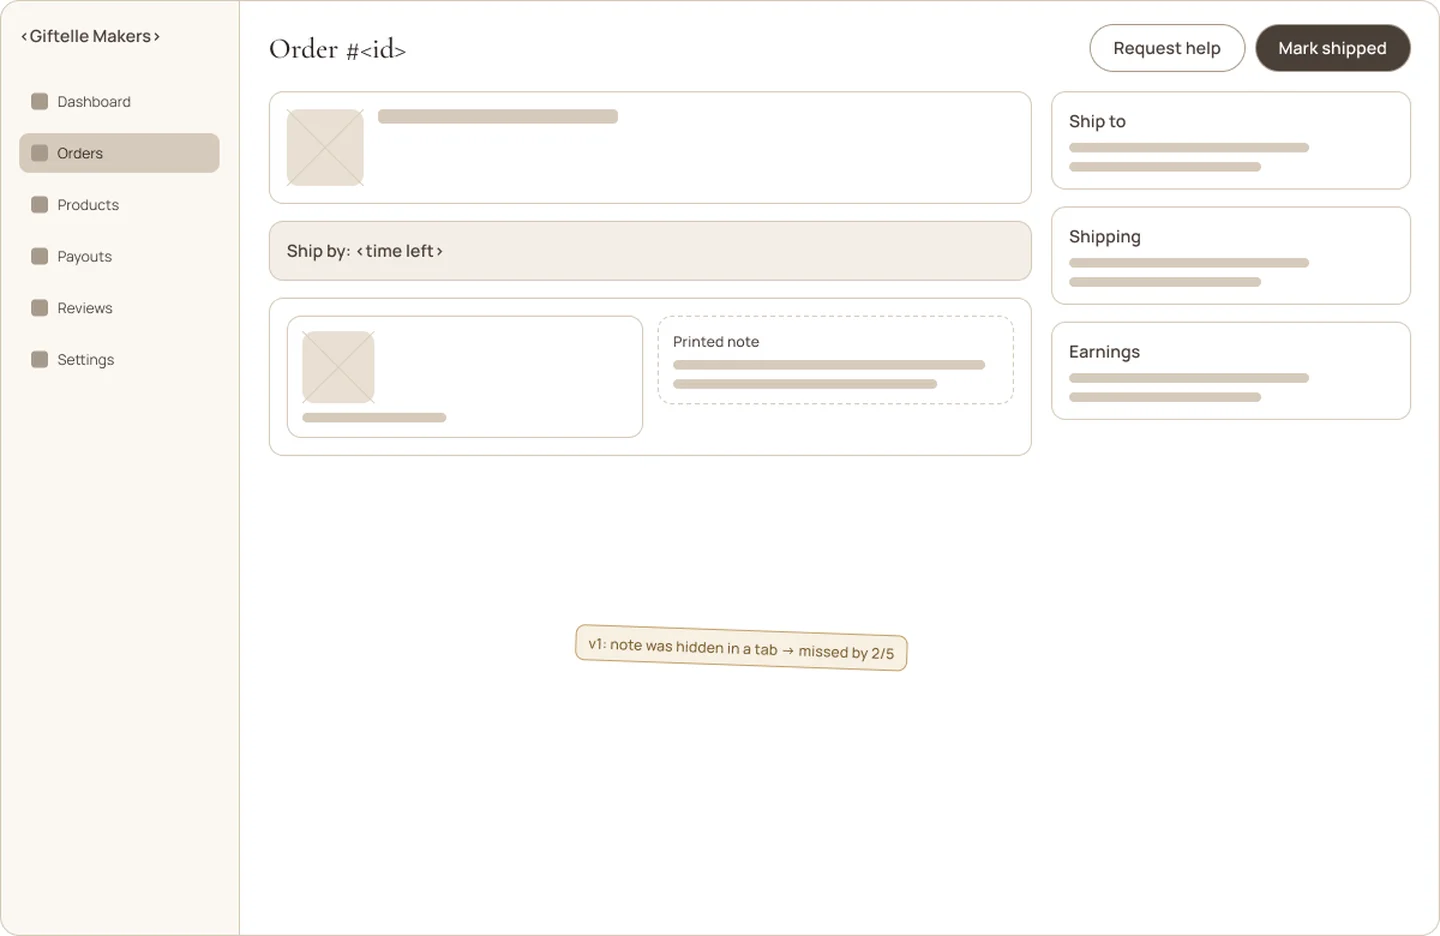 <Giftelle Makers>
Dashboard
Orders
Products
Payouts
Reviews
Settings
Order #<id>
Request help
Mark shipped
Ship by: <time left>
Printed note
Ship to
Shipping
Earnings
v1: note was hidden in a tab → missed by 2/5